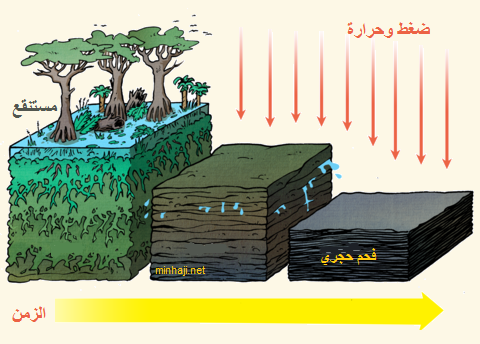 ضغط وحرارة
مستنقع
minhaji.net
فحم حجري
الزمن